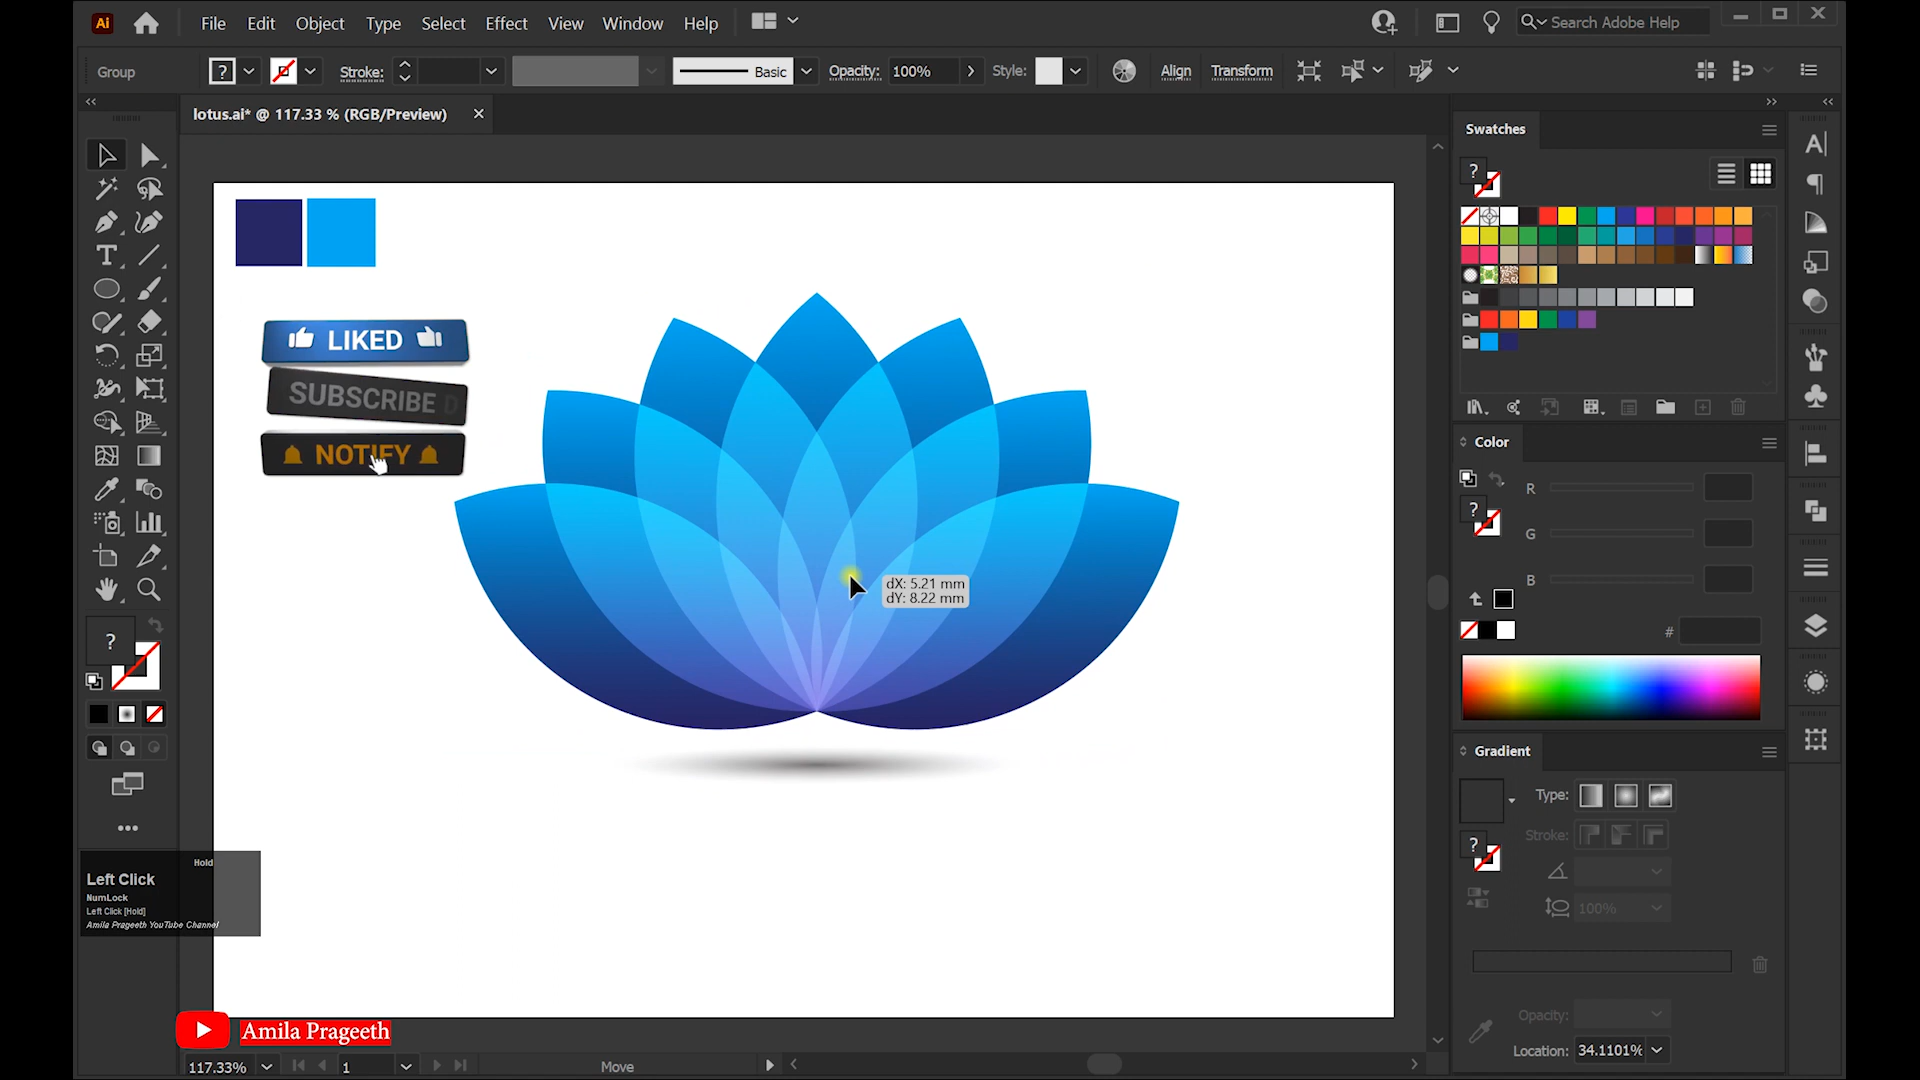 Ai File Edit Object Type Select Effect View Window Help Search Adobe Help
Group ? Stroke: Basic Opacity: 100% Style: Align Transform
lotus.ai* @ 117.33 % (RGB/Preview)
Swatches
?
LIKED
SUBSCRIBE D
NOTIFY
Color
R
?
G
B
#
dX: 5.21 mm
dY: 8.22 mm
?
Gradient
Type:
Stroke:
?
100%
Opacity:
Location: 34.1101%
Hold
Left Click
NumLock
Left Click [Hold]
Amila Prageeth YouTube Channel
Amila Prageeth
117.33% 1 Move